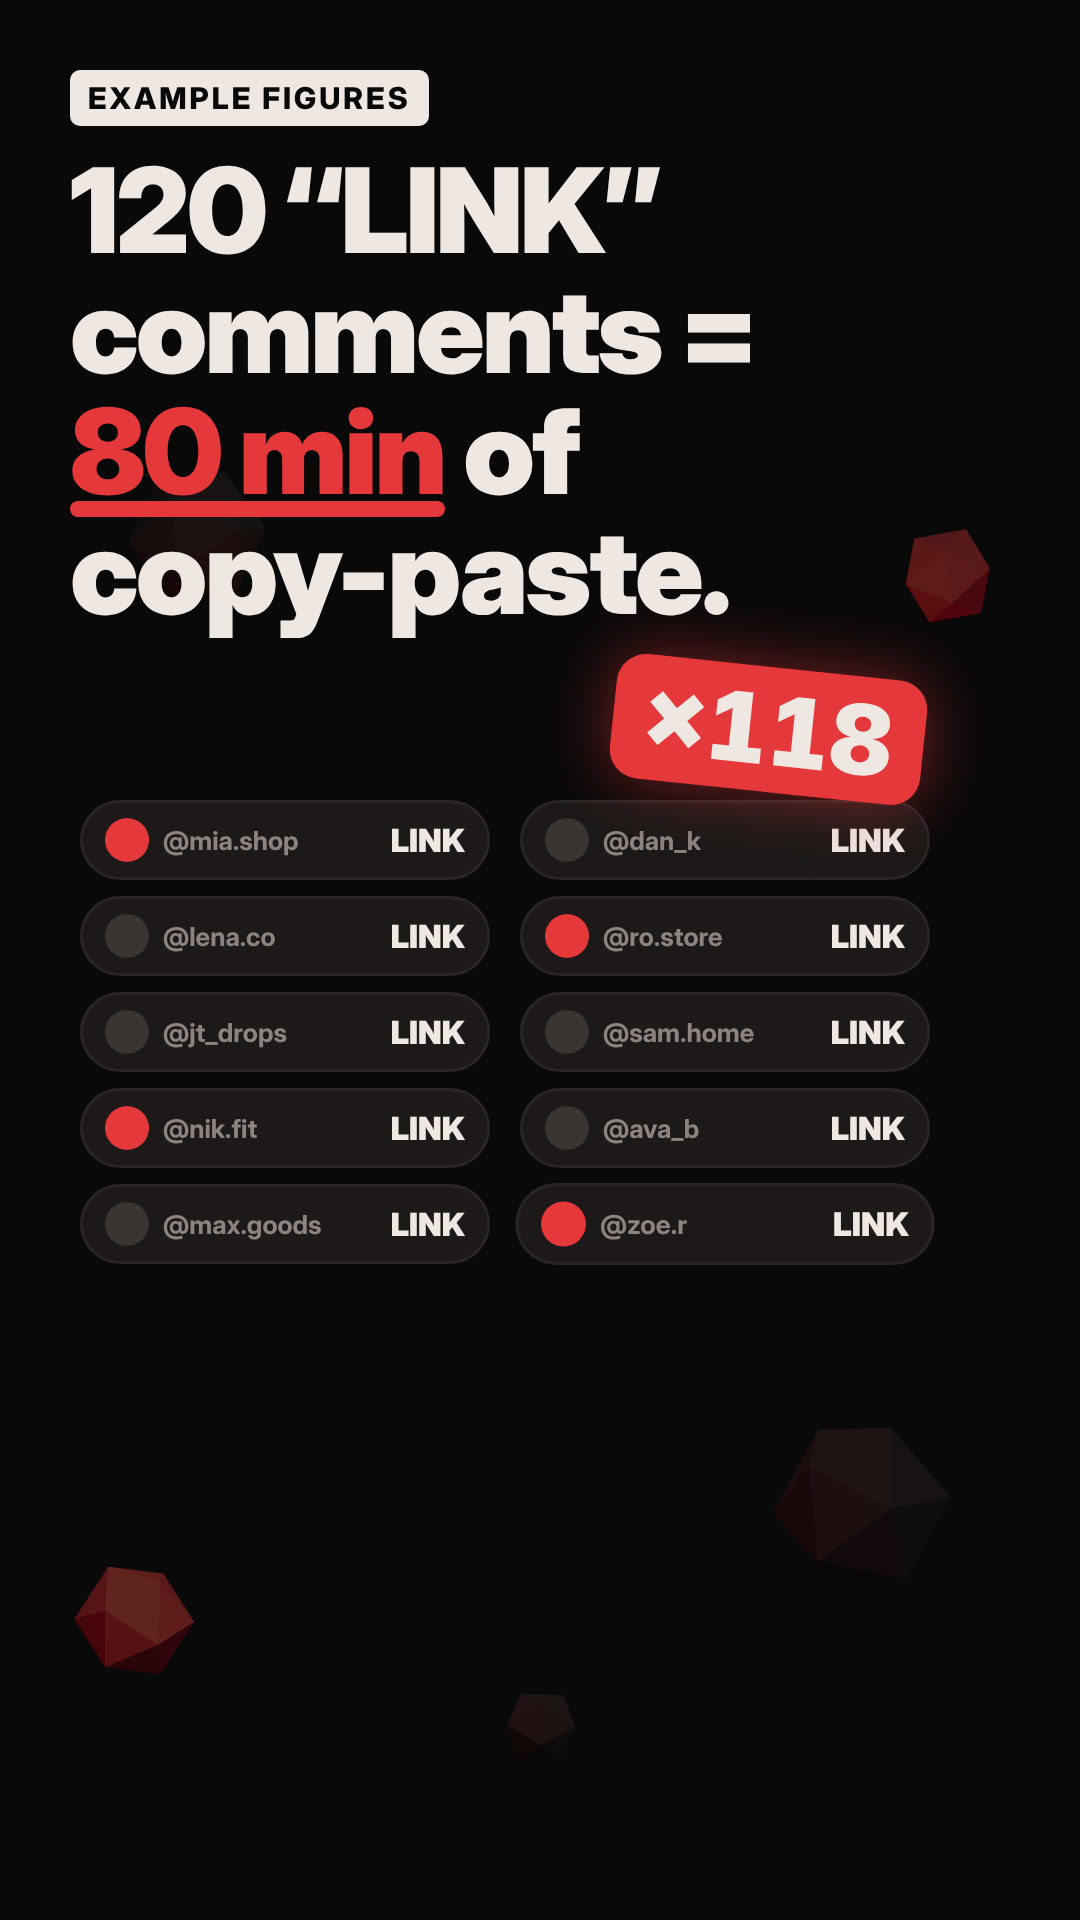 EXAMPLE FIGURES
120 “LINK”
comments =
80 min of
copy-paste.
×118
@mia.shop LINK
@dan_k LINK
@lena.co LINK
@ro.store LINK
@jt_drops LINK
@sam.home LINK
@nik.fit LINK
@ava_b LINK
@max.goods LINK
@zoe.r LINK